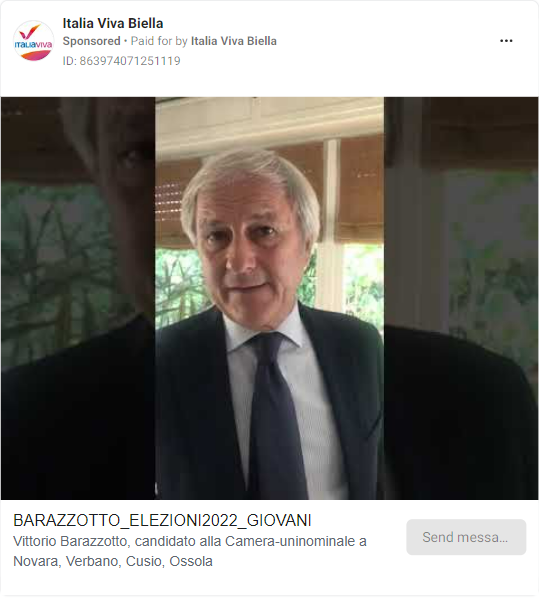 Italia Viva Biella
Sponsored • Paid for by Italia Viva Biella
ID: 863974071251119
ITALIAVIVA
BARAZZOTTO_ELEZIONI2022_GIOVANI
Vittorio Barazzotto, candidato alla Camera-uninominale a
Novara, Verbano, Cusio, Ossola
Send messa...